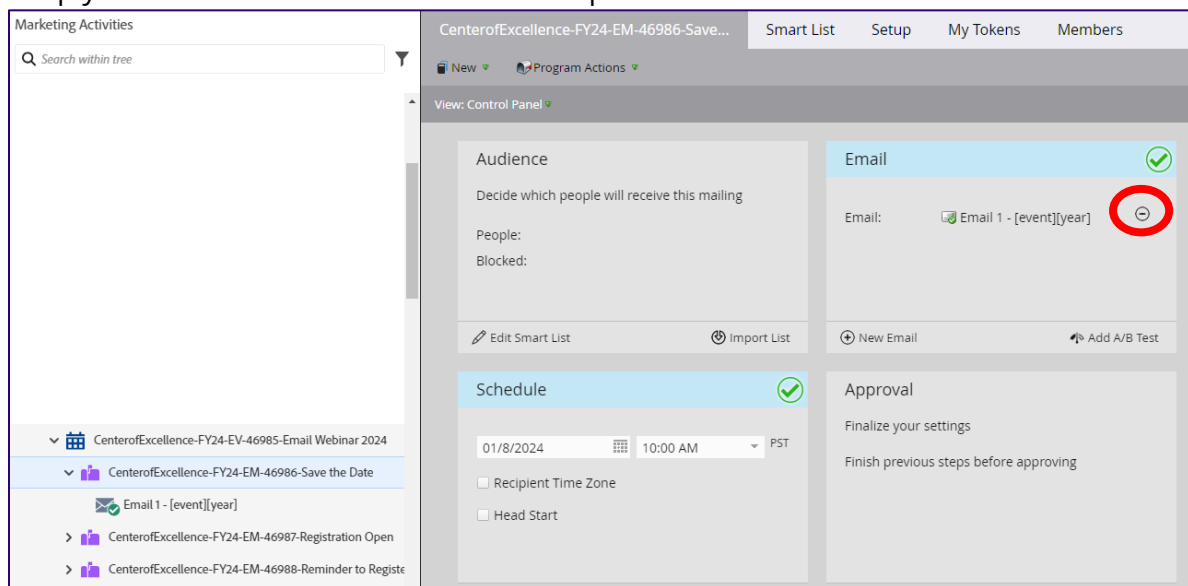 Marketing Activities
Search within tree
CenterofExcellence-FY24-EV-46985-Email Webinar 2024
CenterofExcellence-FY24-EM-46986-Save the Date
Email 1 - [event][year]
CenterofExcellence-FY24-EM-46987-Registration Open
CenterofExcellence-FY24-EM-46988-Reminder to Registe
CenterofExcellence-FY24-EM-46986-Save... Smart List Setup My Tokens Members
New Program Actions
View: Control Panel
Audience
Decide which people will receive this mailing
People:
Blocked:
Edit Smart List Import List
Email
Email: Email 1 - [event][year]
New Email Add A/B Test
Schedule
01/8/2024 10:00 AM PST
Recipient Time Zone
Head Start
Approval
Finalize your settings
Finish previous steps before approving